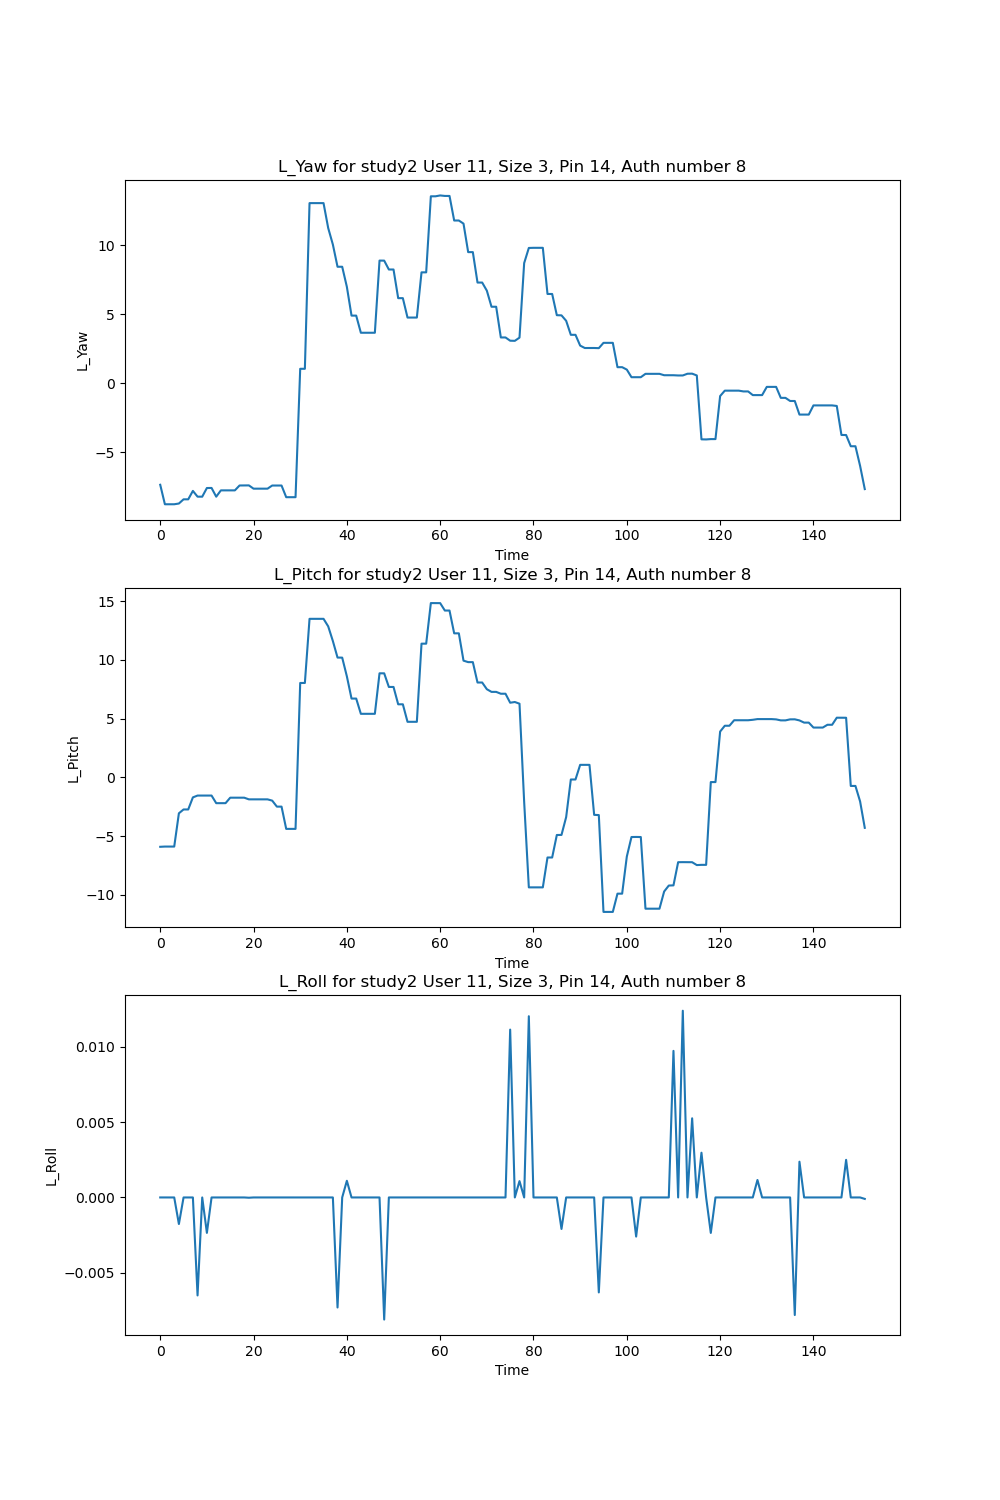 L_Yaw for study2 User 11, Size 3, Pin 14, Auth number 8
10
5
0
−5
L_Yaw
0 20 40 60 80 100 120 140
Time
L_Pitch for study2 User 11, Size 3, Pin 14, Auth number 8
15
10
5
0
−5
−10
L_Pitch
0 20 40 60 80 100 120 140
Time
L_Roll for study2 User 11, Size 3, Pin 14, Auth number 8
0.010
0.005
0.000
−0.005
L_Roll
0 20 40 60 80 100 120 140
Time